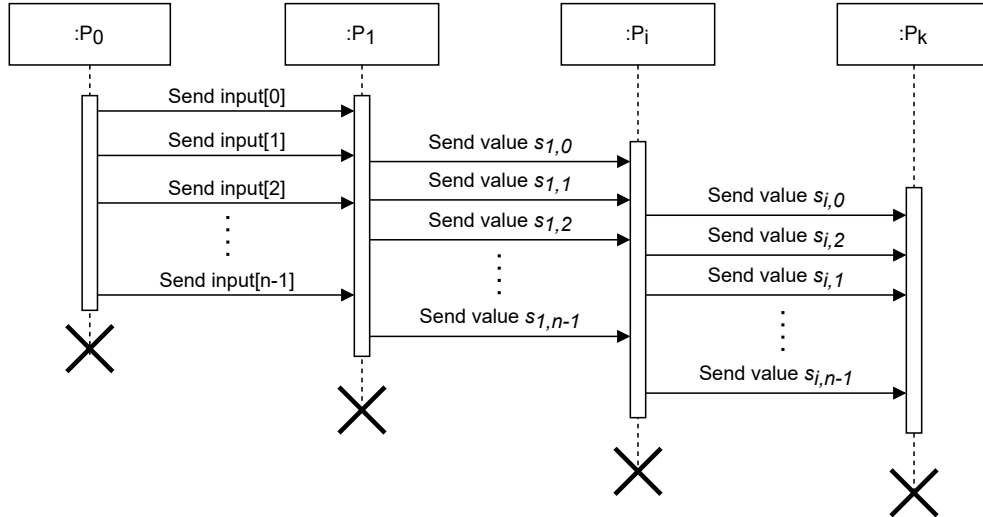 :P0
:P1
:Pi
:Pk
Send input[0]
Send input[1]
Send input[2]
Send input[n-1]
Send value s1,0
Send value s1,1
Send value s1,2
Send value s1,n-1
Send value si,0
Send value si,2
Send value si,1
Send value si,n-1